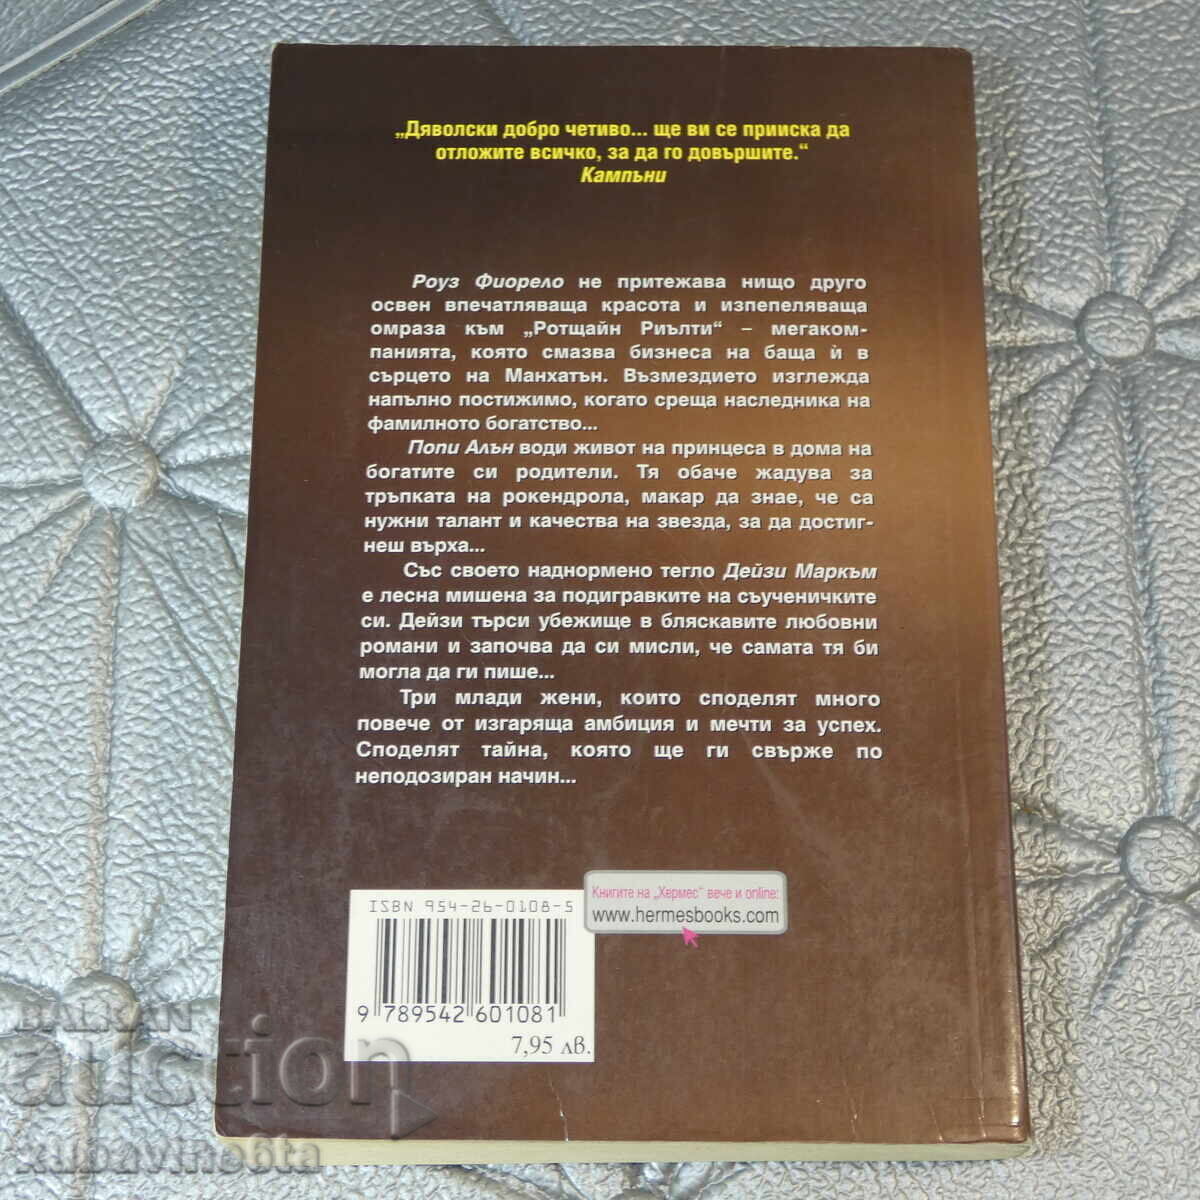 „Дяволски добро четиво... ще ви се прииска да
отложите всичко, за да го довършите.“
Кампъни
Роуз Фиорело не притежава нищо друго
освен впечатляваща красота и изпепеляваща
омраза към „Ротщайн Риълти“ – мегаком-
панията, която смазва бизнеса на баща ѝ в
сърцето на Манхатън. Възмездието изглежда
напълно постижимо, когато среща наследника на
фамилното богатство...
Попи Алън води живот на принцеса в дома на
богатите си родители. Тя обаче жадува за
тръпката на рокендрола, макар да знае, че са
нужни талант и качества на звезда, за да достиг-
неш върха...
Със своето наднормено тегло Дейзи Маркъм
е лесна мишена за подигравките на съученичките
си. Дейзи търси убежище в бляскавите любовни
романи и започва да си мисли, че самата тя би
могла да ги пише...
Три млади жени, които споделят много
повече от изгаряща амбиция и мечти за успех.
Споделят тайна, която ще ги свърже по
неподозиран начин...
Книгите на „Хермес“ вече и online:
www.hermesbooks.com
ISBN 954-26-0108-5
9 789542 601081
7,95 лв.
BALKAN
auction
xubavinobta